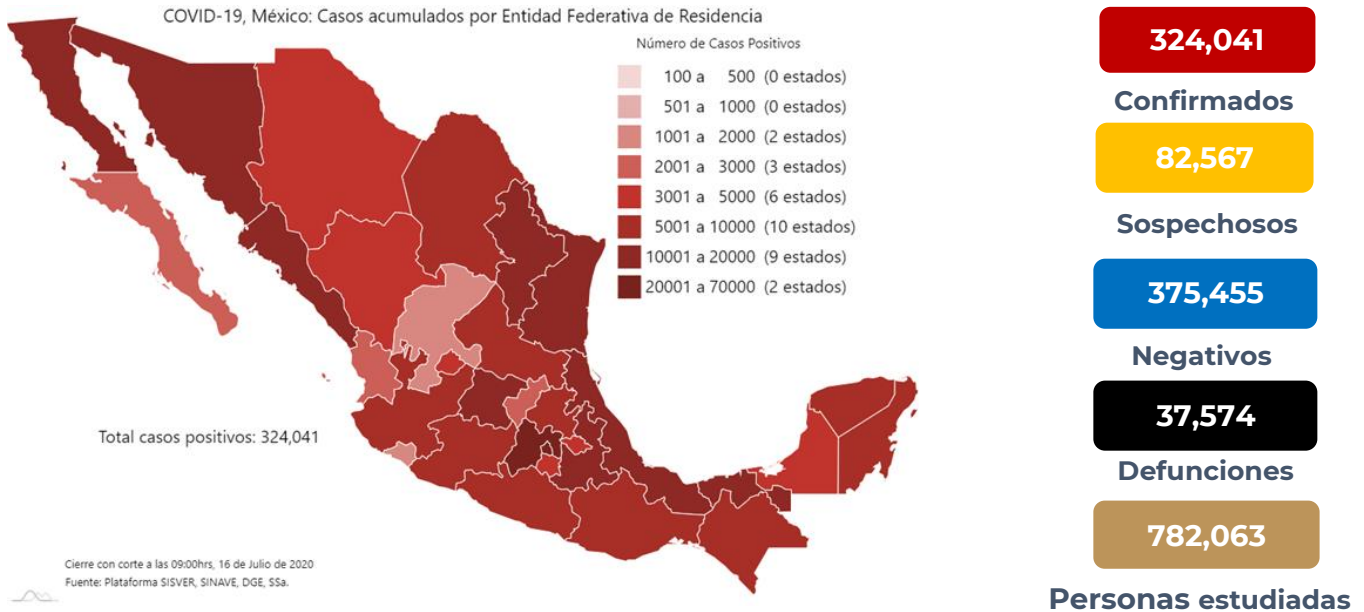 COVID-19, México: Casos acumulados por Entidad Federativa de Residencia
Número de Casos Positivos
100 a 500 (0 estados)
501 a 1000 (0 estados)
1001 a 2000 (2 estados)
2001 a 3000 (3 estados)
3001 a 5000 (6 estados)
5001 a 10000 (10 estados)
10001 a 20000 (9 estados)
20001 a 70000 (2 estados)
Total casos positivos: 324,041
Cierre con corte a las 09:00hrs, 16 de Julio de 2020
Fuente: Plataforma SISVER, SINAVE, DGE, SSa.
324,041
Confirmados
82,567
Sospechosos
375,455
Negativos
37,574
Defunciones
782,063
Personas estudiadas